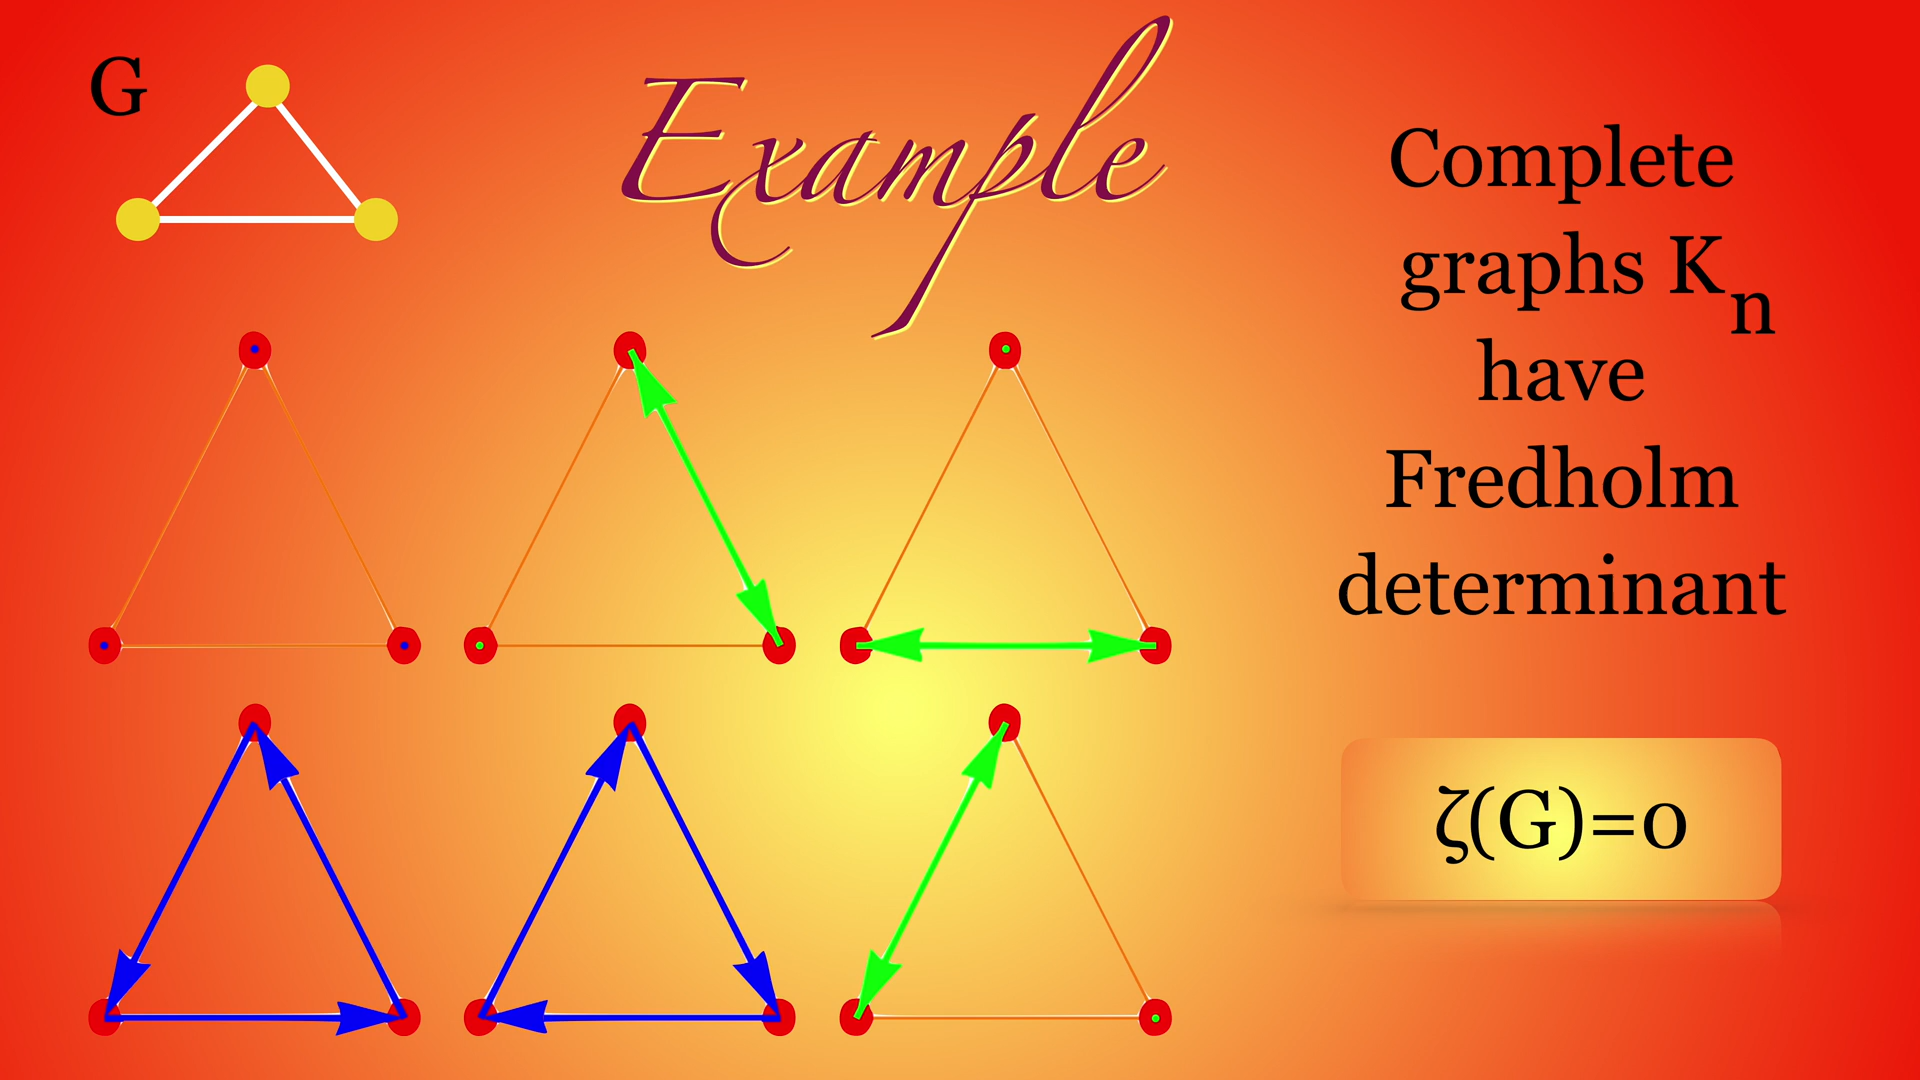 G
Example
Complete
graphs Kₙ
have
Fredholm
determinant
ζ(G)=0